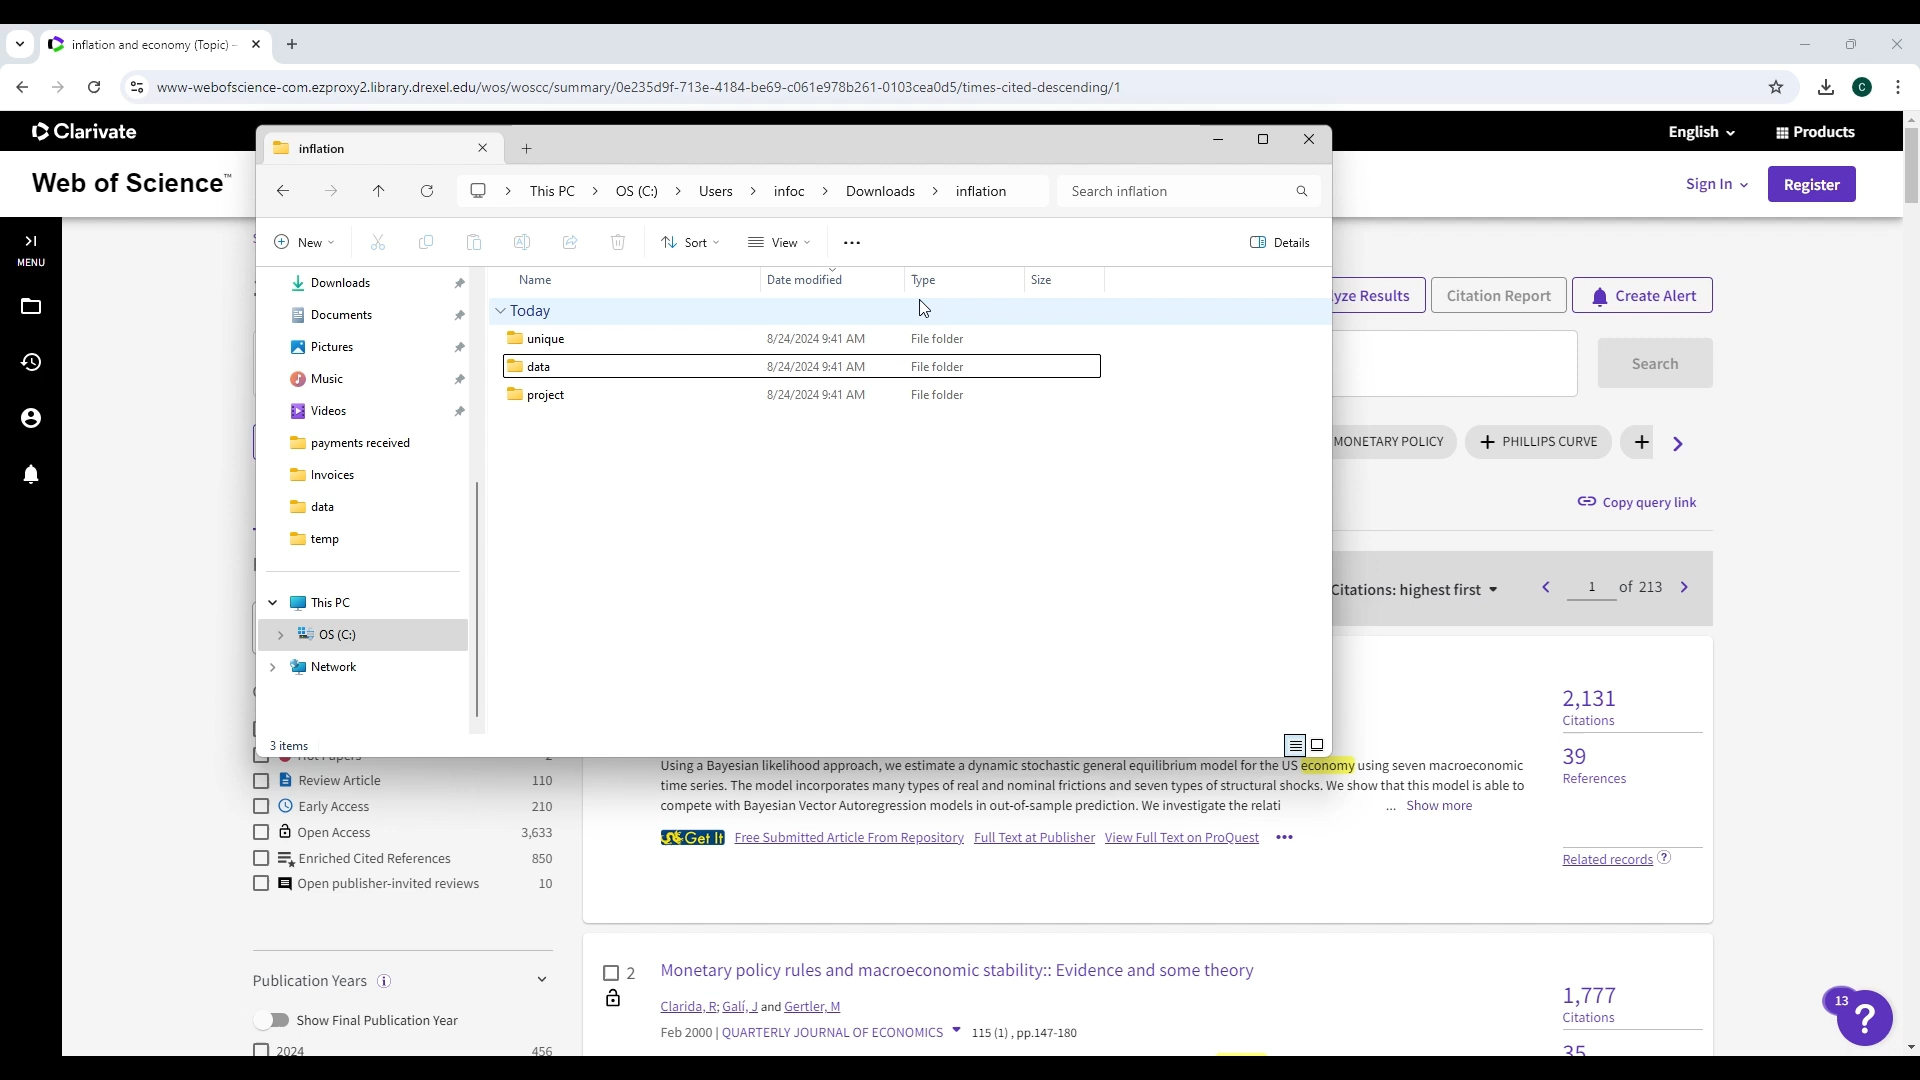 inflation and economy (Topic) -
www-webofscience-com.ezproxy2.library.drexel.edu/wos/woscc/summary/0e235d9f-713e-4184-be69-c061e978b261-0103cea0d5/times-cited-descending/1
C
Clarivate
English
Products
Web of Science™
Sign In
Register
MENU
inflation
This PC > OS (C:) > Users > infoc > Downloads > inflation
Search inflation
New
Sort
View
Details
Downloads
Documents
Pictures
Music
Videos
payments received
Invoices
data
temp
This PC
OS (C:)
Network
Name Date modified Type Size
Today
unique 8/24/2024 9:41 AM File folder
data 8/24/2024 9:41 AM File folder
project 8/24/2024 9:41 AM File folder
3 items
Results
Citation Report
Create Alert
Search
MONETARY POLICY
+ PHILLIPS CURVE
+
Copy query link
Citations: highest first
1 of 213
2,131
Citations
39
References
Using a Bayesian likelihood approach, we estimate a dynamic stochastic general equilibrium model for the US economy using seven macroeconomic
time series. The model incorporates many types of real and nominal frictions and seven types of structural shocks. We show that this model is able to
compete with Bayesian Vector Autoregression models in out-of-sample prediction. We investigate the relati ... Show more
Get It Free Submitted Article From Repository Full Text at Publisher View Full Text on ProQuest •••
Related records ?
Review Article 110
Early Access 210
Open Access 3,633
Enriched Cited References 850
Open publisher-invited reviews 10
Publication Years
Show Final Publication Year
2024 456
2
Monetary policy rules and macroeconomic stability:: Evidence and some theory
Clarida, R; Galí, J and Gertler, M
Feb 2000 | QUARTERLY JOURNAL OF ECONOMICS 115 (1) , pp.147-180
1,777
Citations
35
13
?